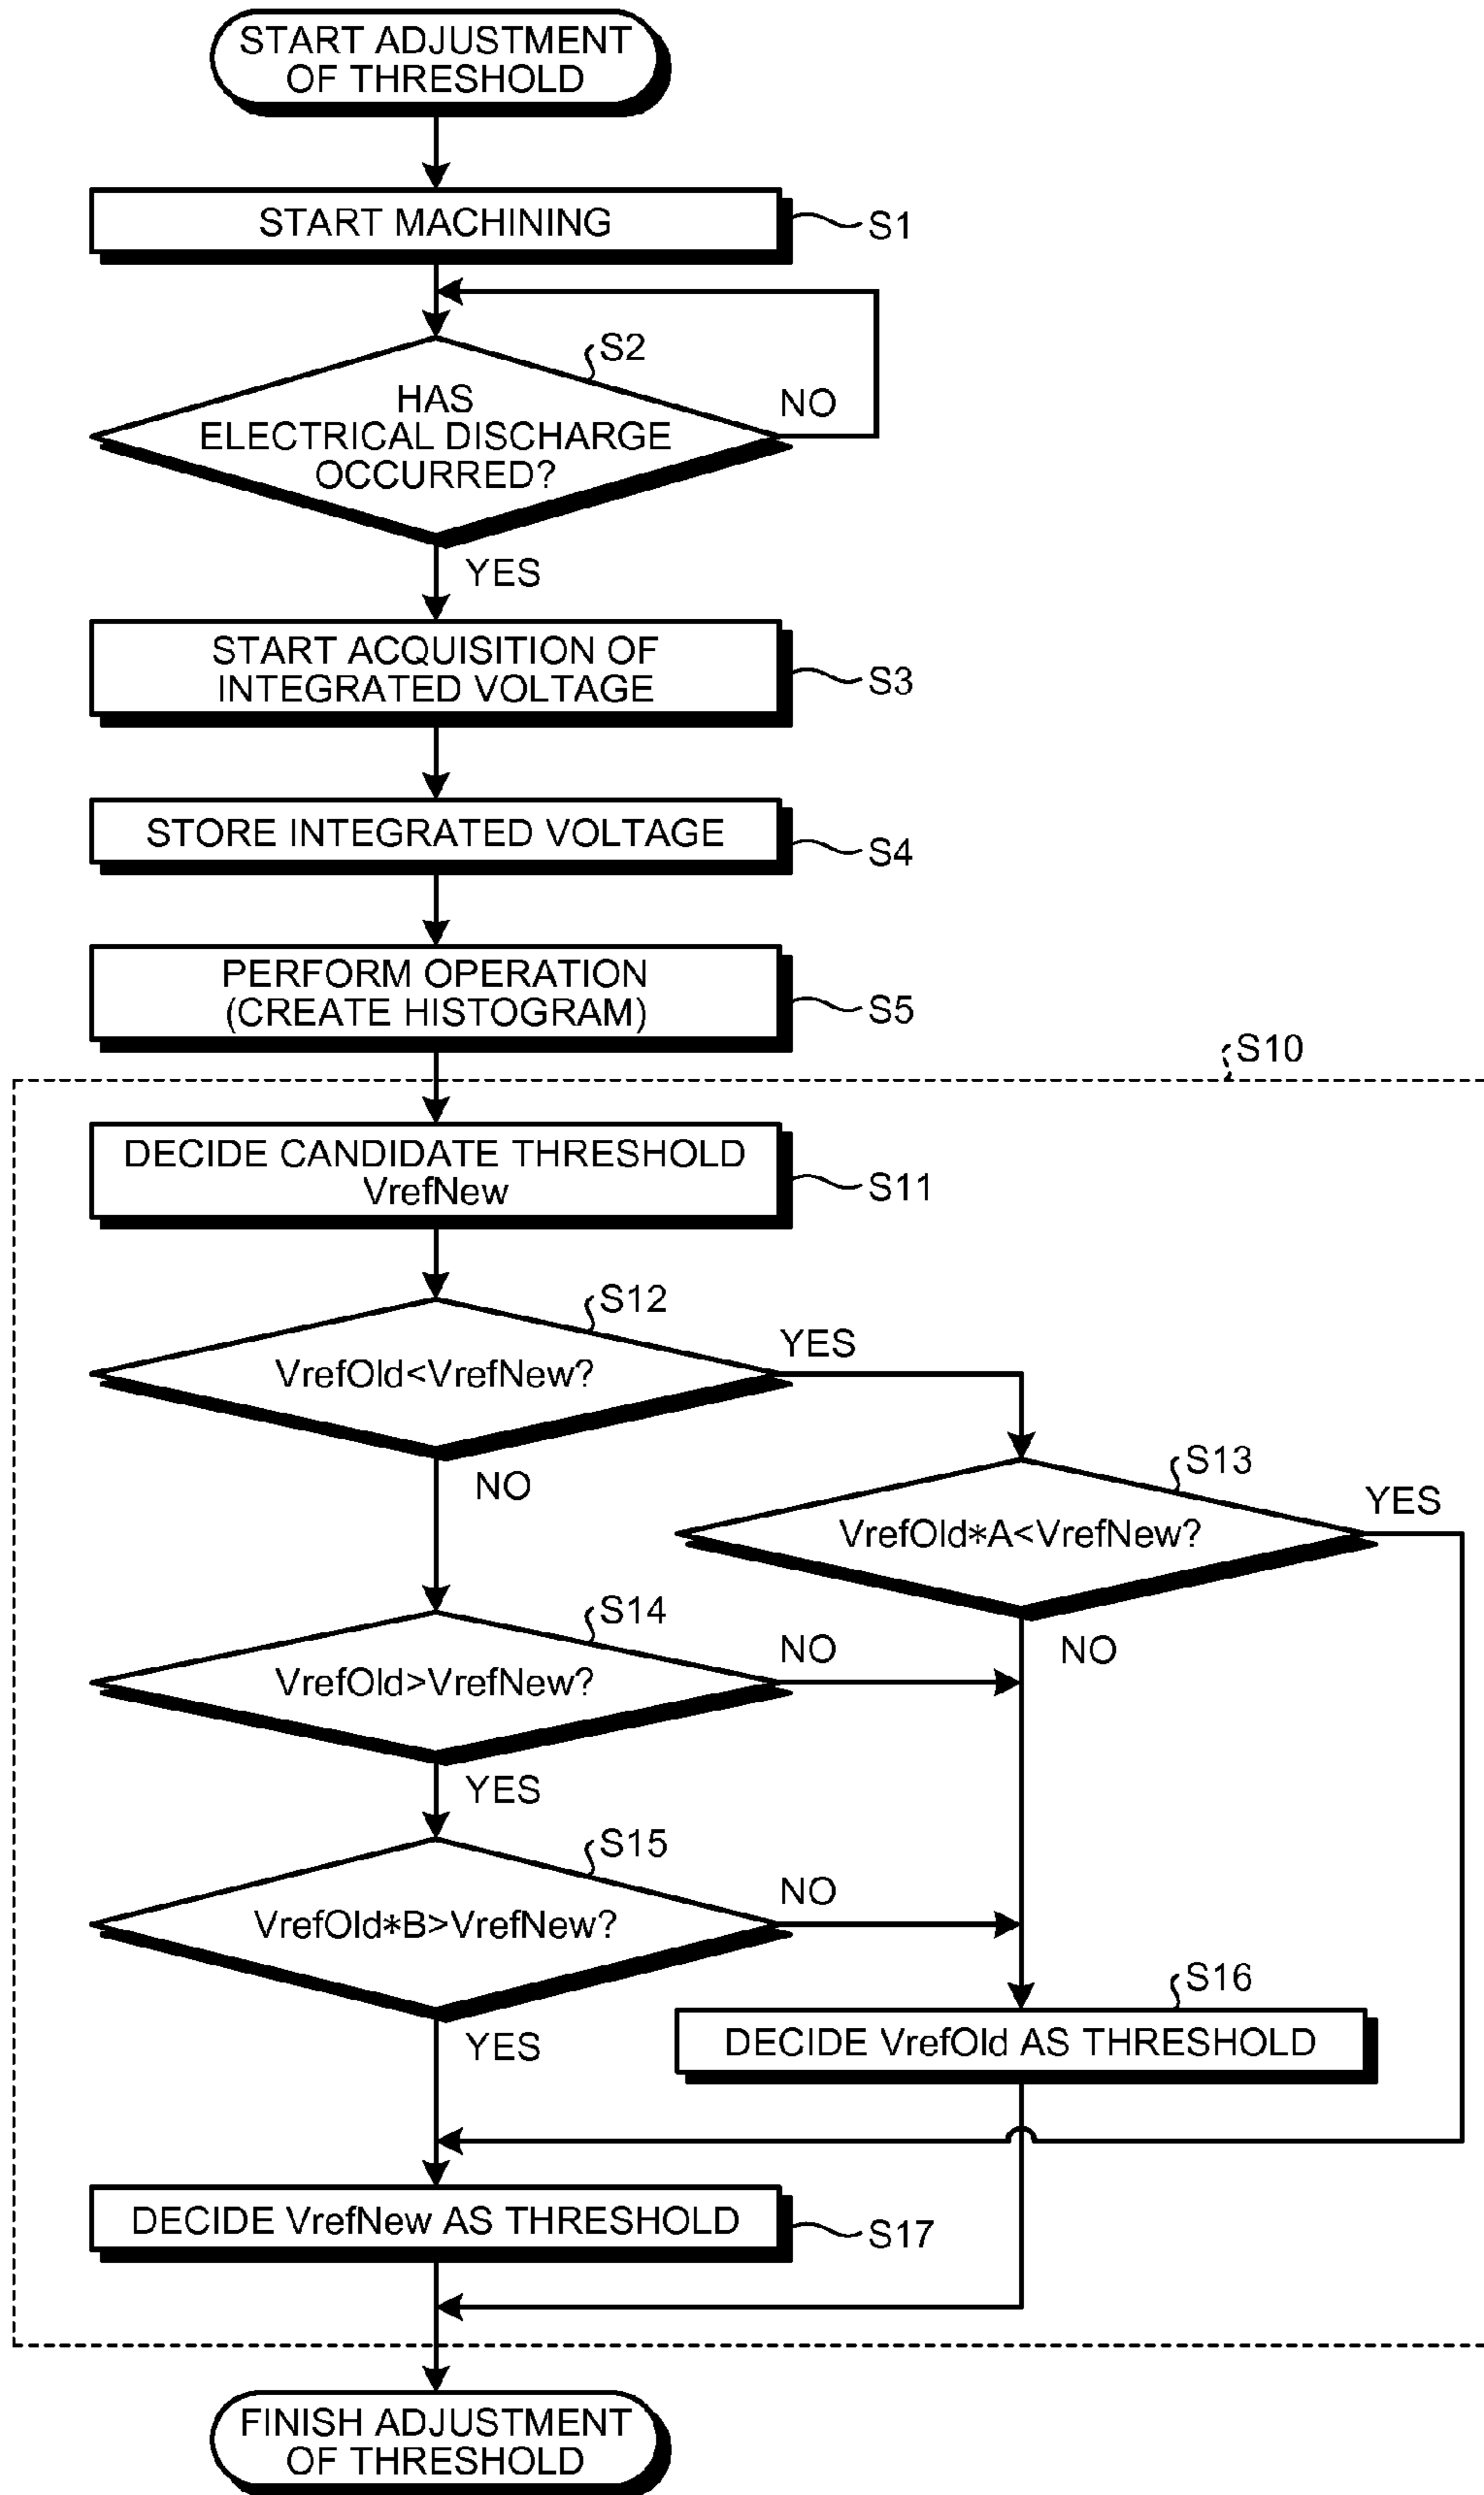 START ADJUSTMENT
OF THRESHOLD
START MACHINING
S1
S2
HAS
ELECTRICAL DISCHARGE
OCCURRED?
NO
YES
START ACQUISITION OF
INTEGRATED VOLTAGE
S3
STORE INTEGRATED VOLTAGE
S4
PERFORM OPERATION
(CREATE HISTOGRAM)
S5
S10
DECIDE CANDIDATE THRESHOLD
VrefNew
S11
S12
VrefOld<VrefNew?
YES
NO
S13
VrefOld*A<VrefNew?
YES
NO
S14
VrefOld>VrefNew?
NO
YES
S15
VrefOld*B>VrefNew?
NO
YES
S16
DECIDE VrefOld AS THRESHOLD
DECIDE VrefNew AS THRESHOLD
S17
FINISH ADJUSTMENT
OF THRESHOLD